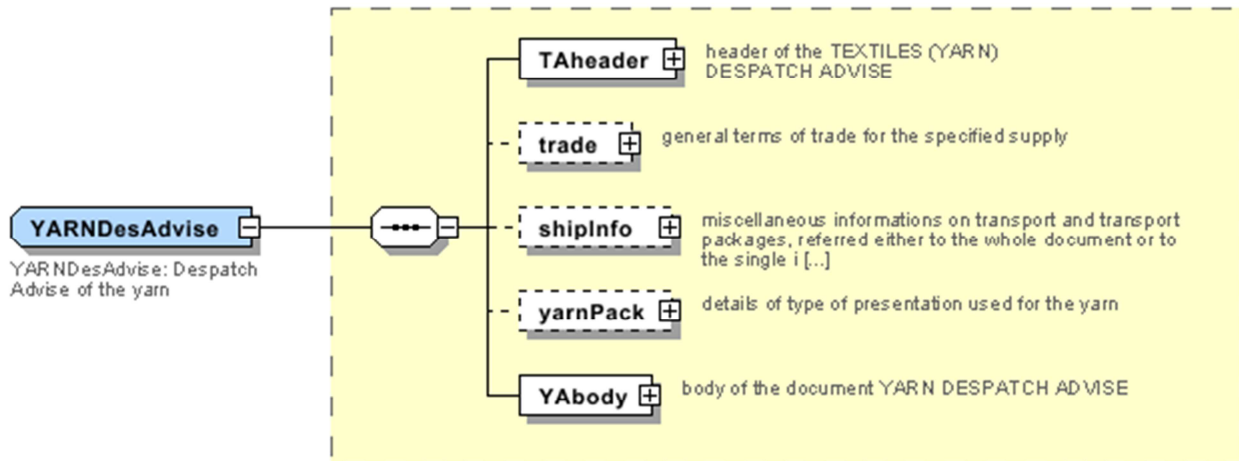 TAheader
header of the TEXTILES (YARN)
DESPATCH ADVISE
trade
general terms of trade for the specified supply
YARNDesAdvise
YARNDesAdvise: Despatch
Advise of the yarn
shipInfo
miscellaneous informations on transport and transport
packages, referred either to the whole document or to
the single i [...]
yarnPack
details of type of presentation used for the yarn
YAbody
body of the document YARN DESPATCH ADVISE